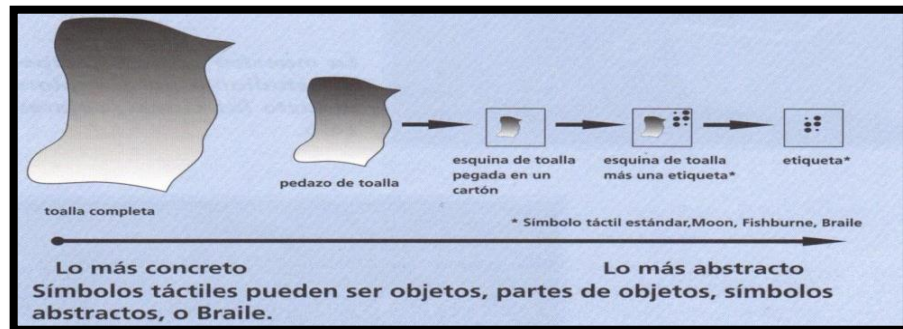 toalla completa
pedazo de toalla
esquina de toalla
pegada en un
cartón
esquina de toalla
más una etiqueta*
etiqueta*
* Símbolo táctil estándar,Moon, Fishburne, Braile
Lo más concreto
Lo más abstracto
Símbolos táctiles pueden ser objetos, partes de objetos, símbolos
abstractos, o Braile.